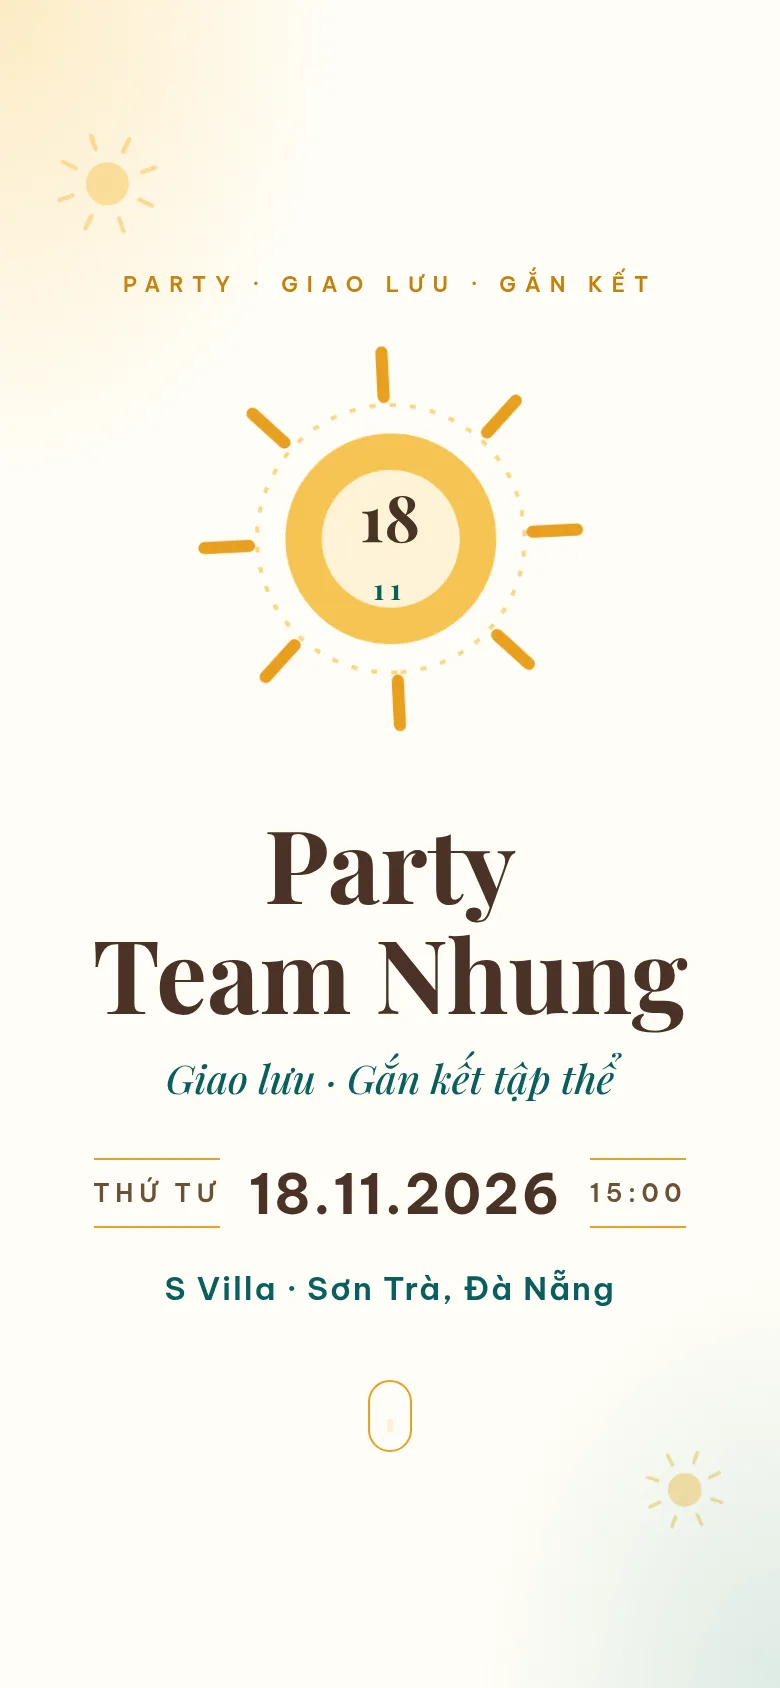 PARTY · GIAO LƯU · GẮN KẾT
18
11
Party
Team Nhung
Giao lưu · Gắn kết tập thể
THỨ TƯ 18.11.2026 15:00
S Villa · Sơn Trà, Đà Nẵng